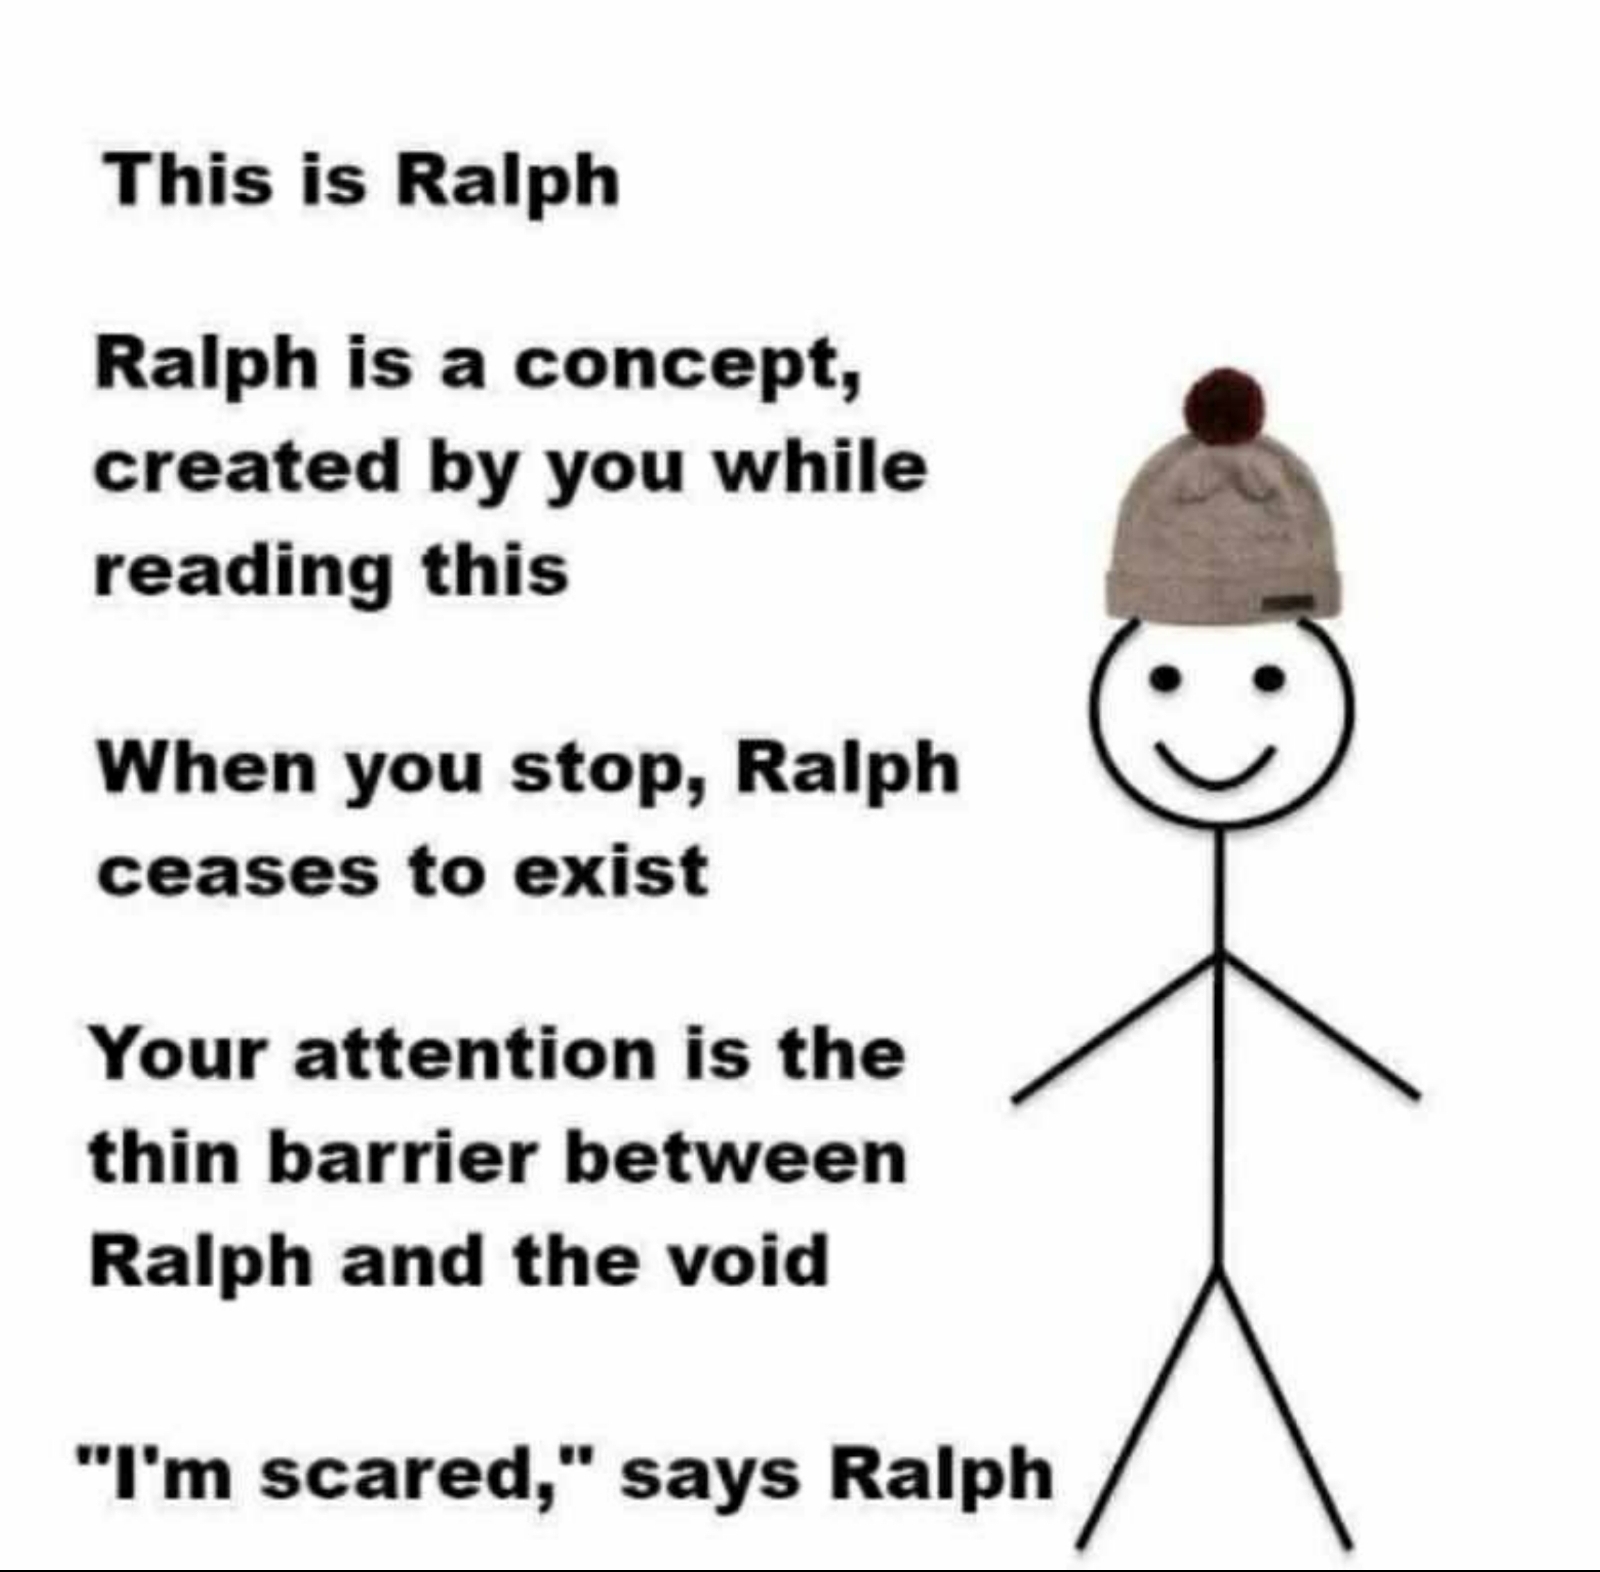 This is Ralph
Ralph is a concept,
created by you while
reading this
When you stop, Ralph
ceases to exist
Your attention is the
thin barrier between
Ralph and the void
"I'm scared," says Ralph